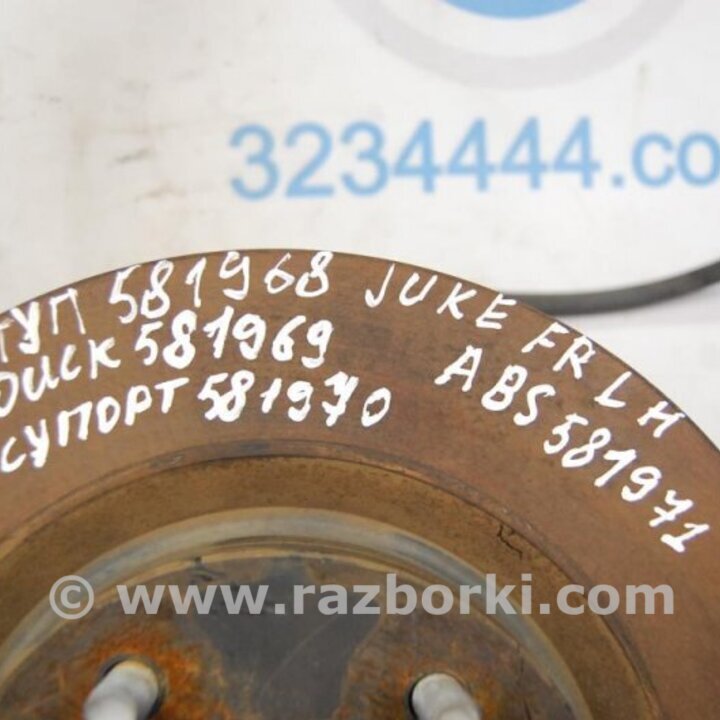 3234444.co
ТУП 581968 JUKE FR LH
ДИСК 581969 ABS 581971
СУПОРТ 581970
© www.razborki.com